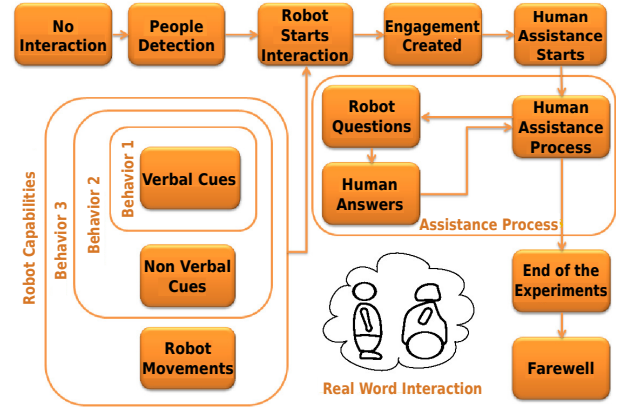 No
Interaction
People
Detection
Robot
Starts
Interaction
Engagement
Created
Human
Assistance
Starts
Robot
Questions
Human
Assistance
Process
Human
Answers
Assistance Process
Robot Capabilities
Behavior 3
Behavior 2
Behavior 1
Verbal Cues
Non Verbal
Cues
Robot
Movements
Real Word Interaction
End of the
Experiments
Farewell